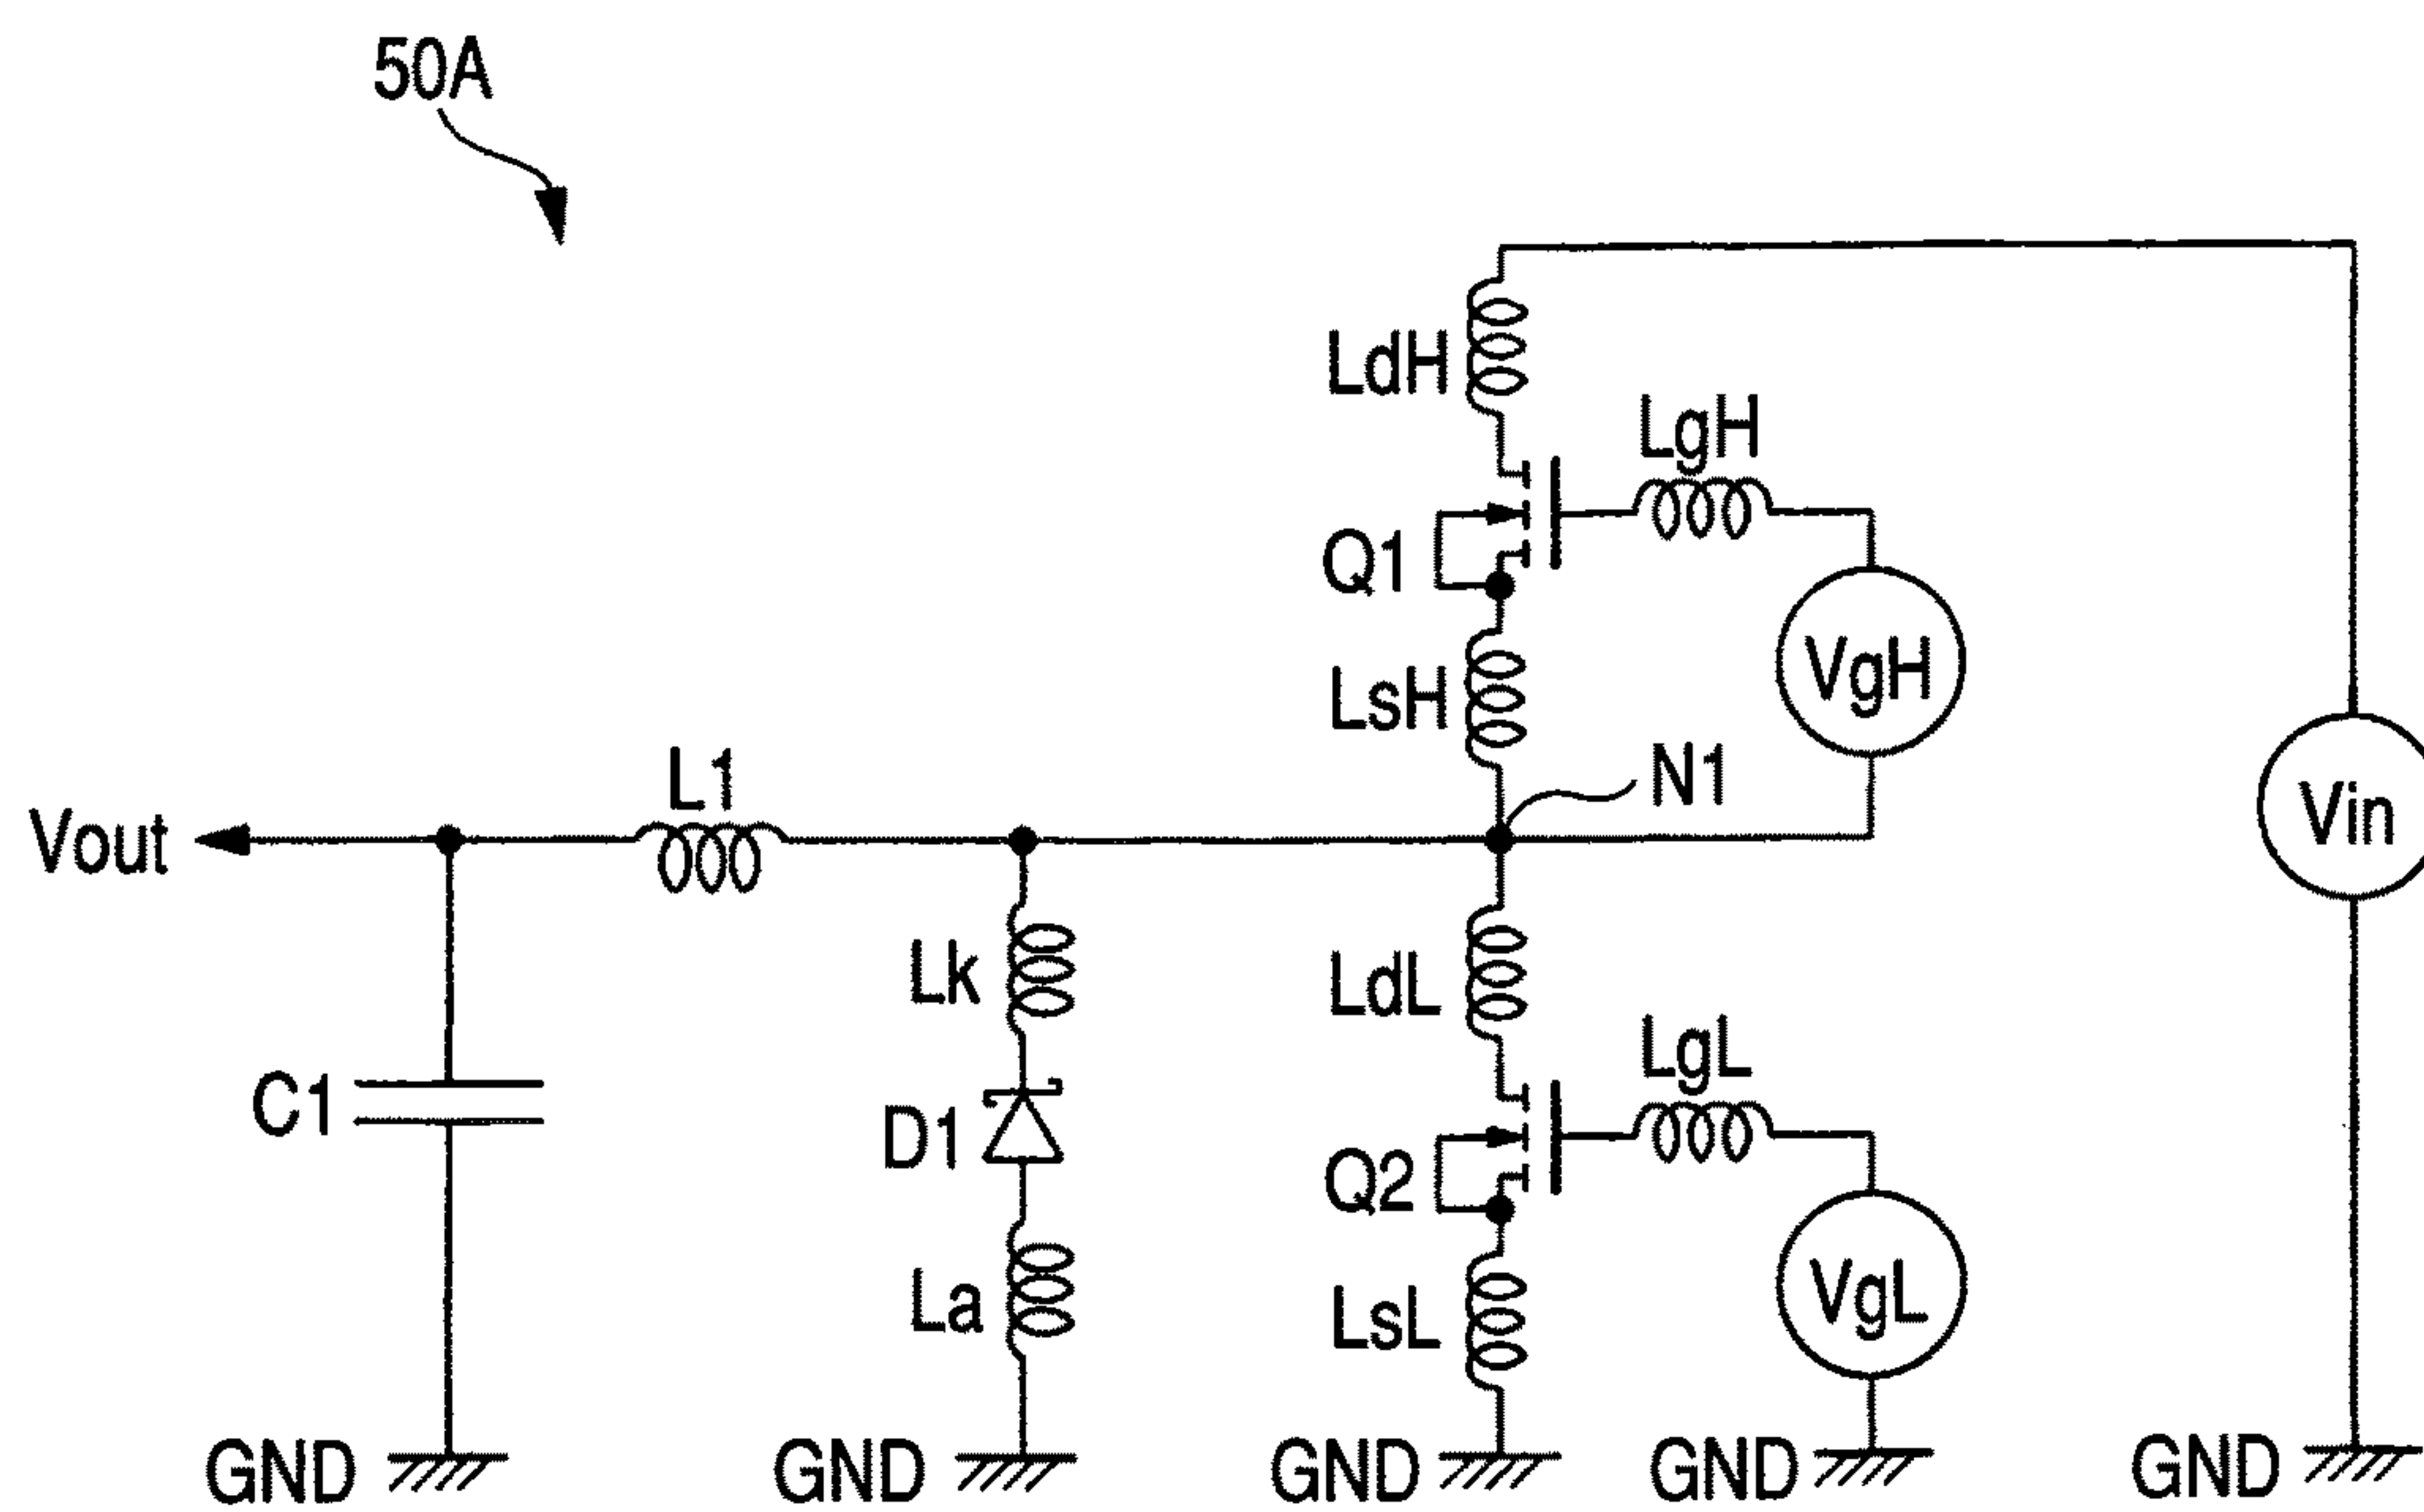 50A
LdH
LgH
Q1
VgH
LsH
N1
L1
Vin
Vout
Lk
LdL
LgL
C1
D1
Q2
VgL
La
LsL
GND
GND
GND
GND
GND